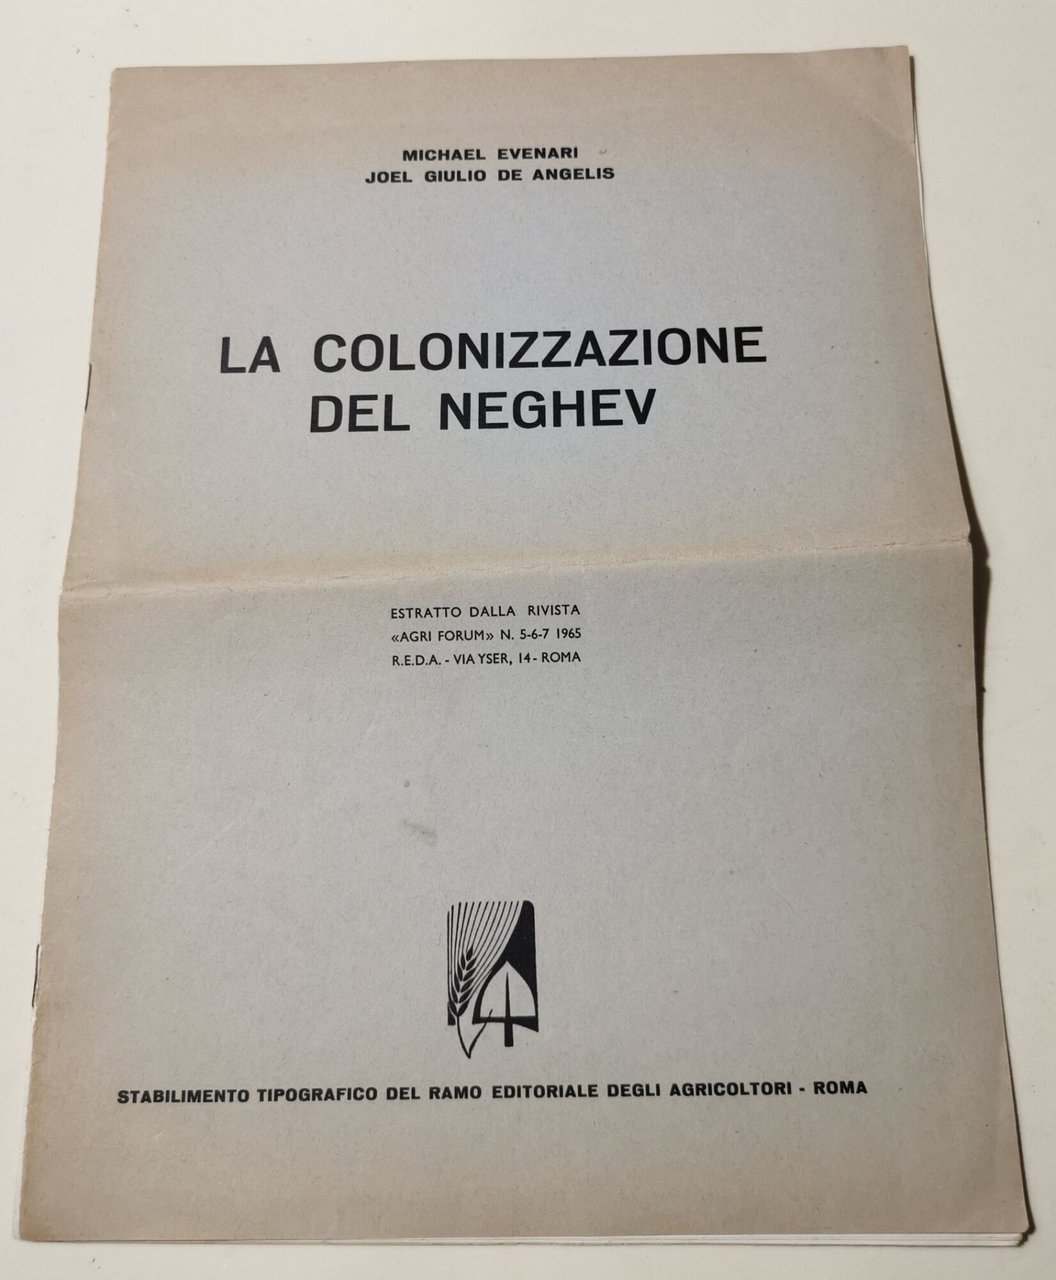 MICHAEL EVENARI
JOEL GIULIO DE ANGELIS
LA COLONIZZAZIONE
DEL NEGHEV
ESTRATTO DALLA RIVISTA
«AGRI FORUM» N. 5-6-7 1965
R.E.D.A. - VIA YSER, 14 - ROMA
STABILIMENTO TIPOGRAFICO DEL RAMO EDITORIALE DEGLI AGRICOLTORI - ROMA